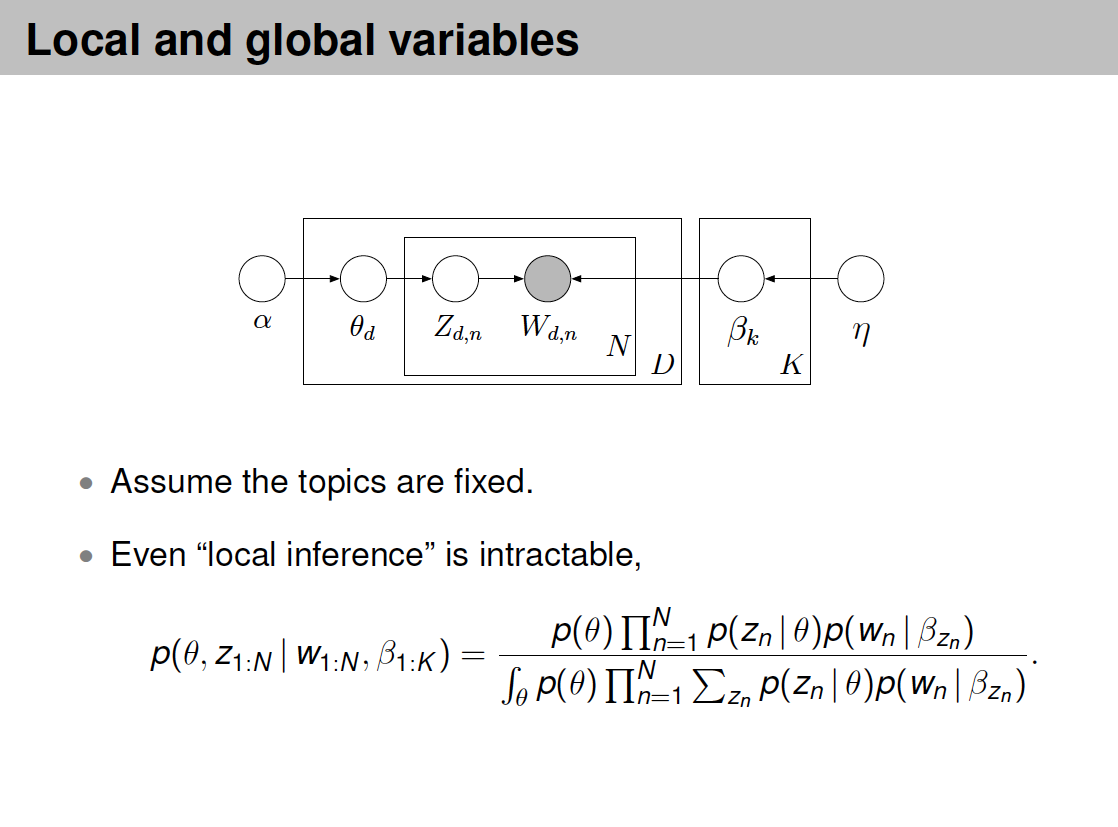 Local and global variables
α θ_d Z_{d,n} W_{d,n} N D β_k K η
• Assume the topics are fixed.
• Even “local inference” is intractable,
p(θ, z_{1:N} | w_{1:N}, β_{1:K}) = \frac{p(θ) ∏_{n=1}^{N} p(z_n | θ)p(w_n | β_{z_n})}{∫_θ p(θ) ∏_{n=1}^{N} ∑_{z_n} p(z_n | θ)p(w_n | β_{z_n})}.